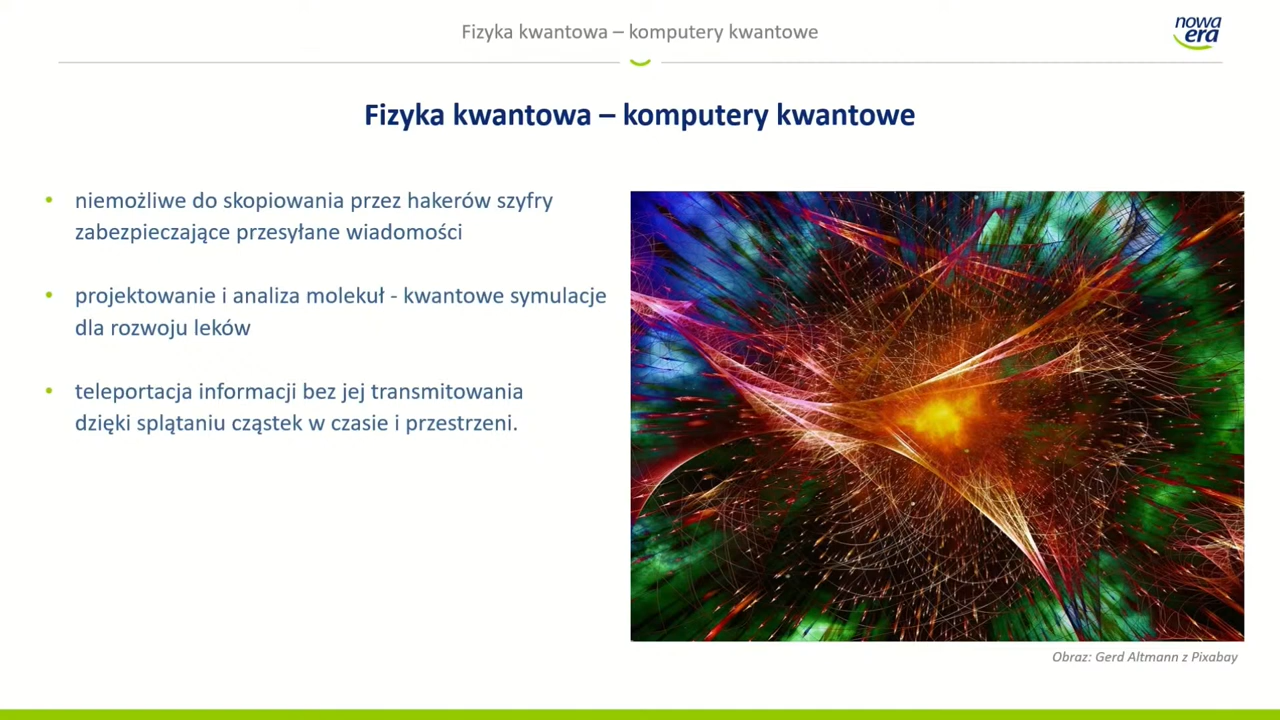 Fizyka kwantowa – komputery kwantowe
nowa
era
Fizyka kwantowa – komputery kwantowe
• niemożliwe do skopiowania przez hakerów szyfry
zabezpieczające przesyłane wiadomości
• projektowanie i analiza molekuł - kwantowe symulacje
dla rozwoju leków
• teleportacja informacji bez jej transmitowania
dzięki splątaniu cząstek w czasie i przestrzeni.
Obraz: Gerd Altmann z Pixabay